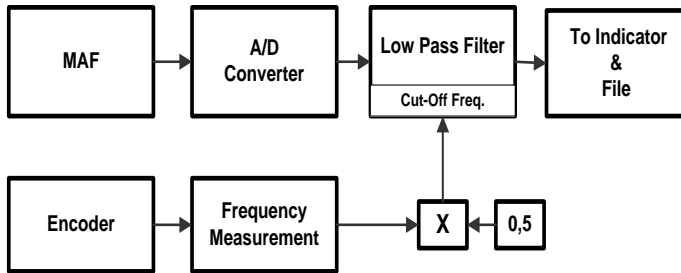 MAF
A/D
Converter
Low Pass Filter
Cut-Off Freq.
To Indicator
&
File
Encoder
Frequency
Measurement
X
0,5